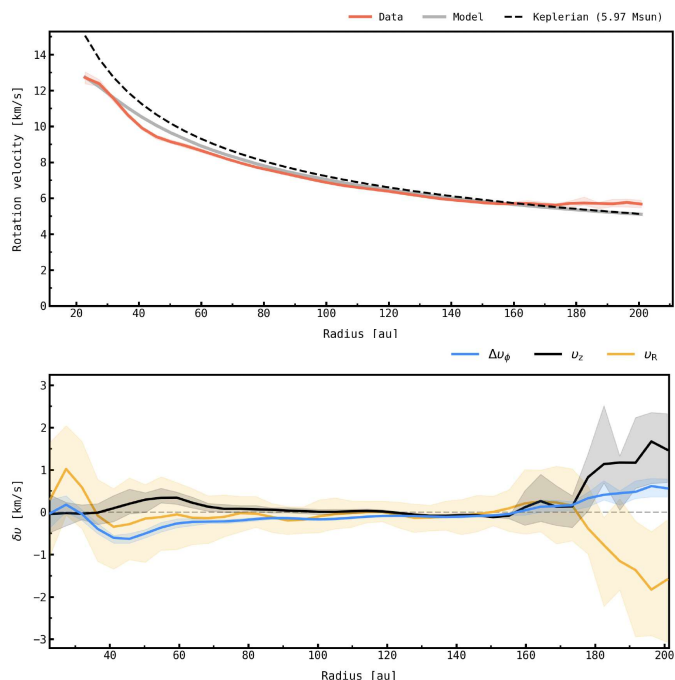 Data Model Keplerian (5.97 Msun)
14
12
10
8
6
4
2
0
Rotation velocity [km/s]
20 40 60 80 100 120 140 160 180 200
Radius [au]
Δυϕ υz υR
3
2
1
0
−1
−2
−3
δυ [km/s]
40 60 80 100 120 140 160 180 200
Radius [au]